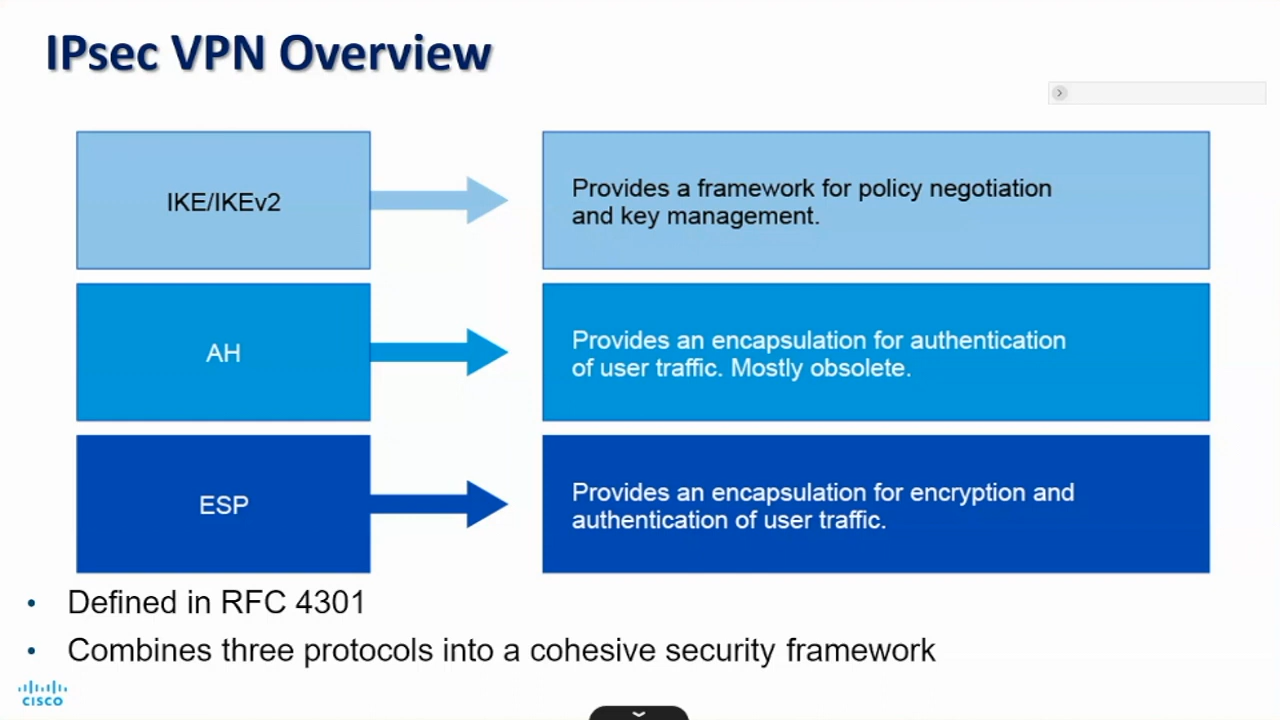 IPsec VPN Overview
IKE/IKEv2
Provides a framework for policy negotiation
and key management.
AH
Provides an encapsulation for authentication
of user traffic. Mostly obsolete.
ESP
Provides an encapsulation for encryption and
authentication of user traffic.
• Defined in RFC 4301
• Combines three protocols into a cohesive security framework
CISCO